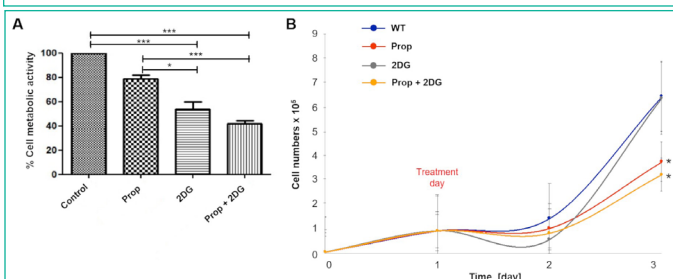 A
***
***
***
*
100
80
60
40
20
0
% Cell metabolic activity
Control
Prop
2DG
Prop + 2DG
B
WT
Prop
2DG
Prop + 2DG
9
8
7
6
5
4
3
2
1
0
Cell numbers x 10⁵
Treatment
day
*
*
0 1 2 3
Time [day]